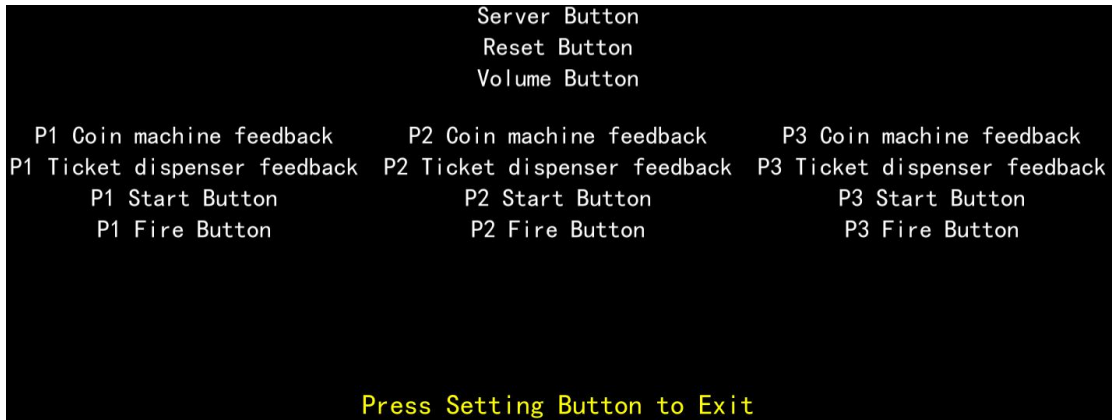 Server Button
Reset Button
Volume Button
P1 Coin machine feedback P2 Coin machine feedback P3 Coin machine feedback
P1 Ticket dispenser feedback P2 Ticket dispenser feedback P3 Ticket dispenser feedback
P1 Start Button P2 Start Button P3 Start Button
P1 Fire Button P2 Fire Button P3 Fire Button
Press Setting Button to Exit